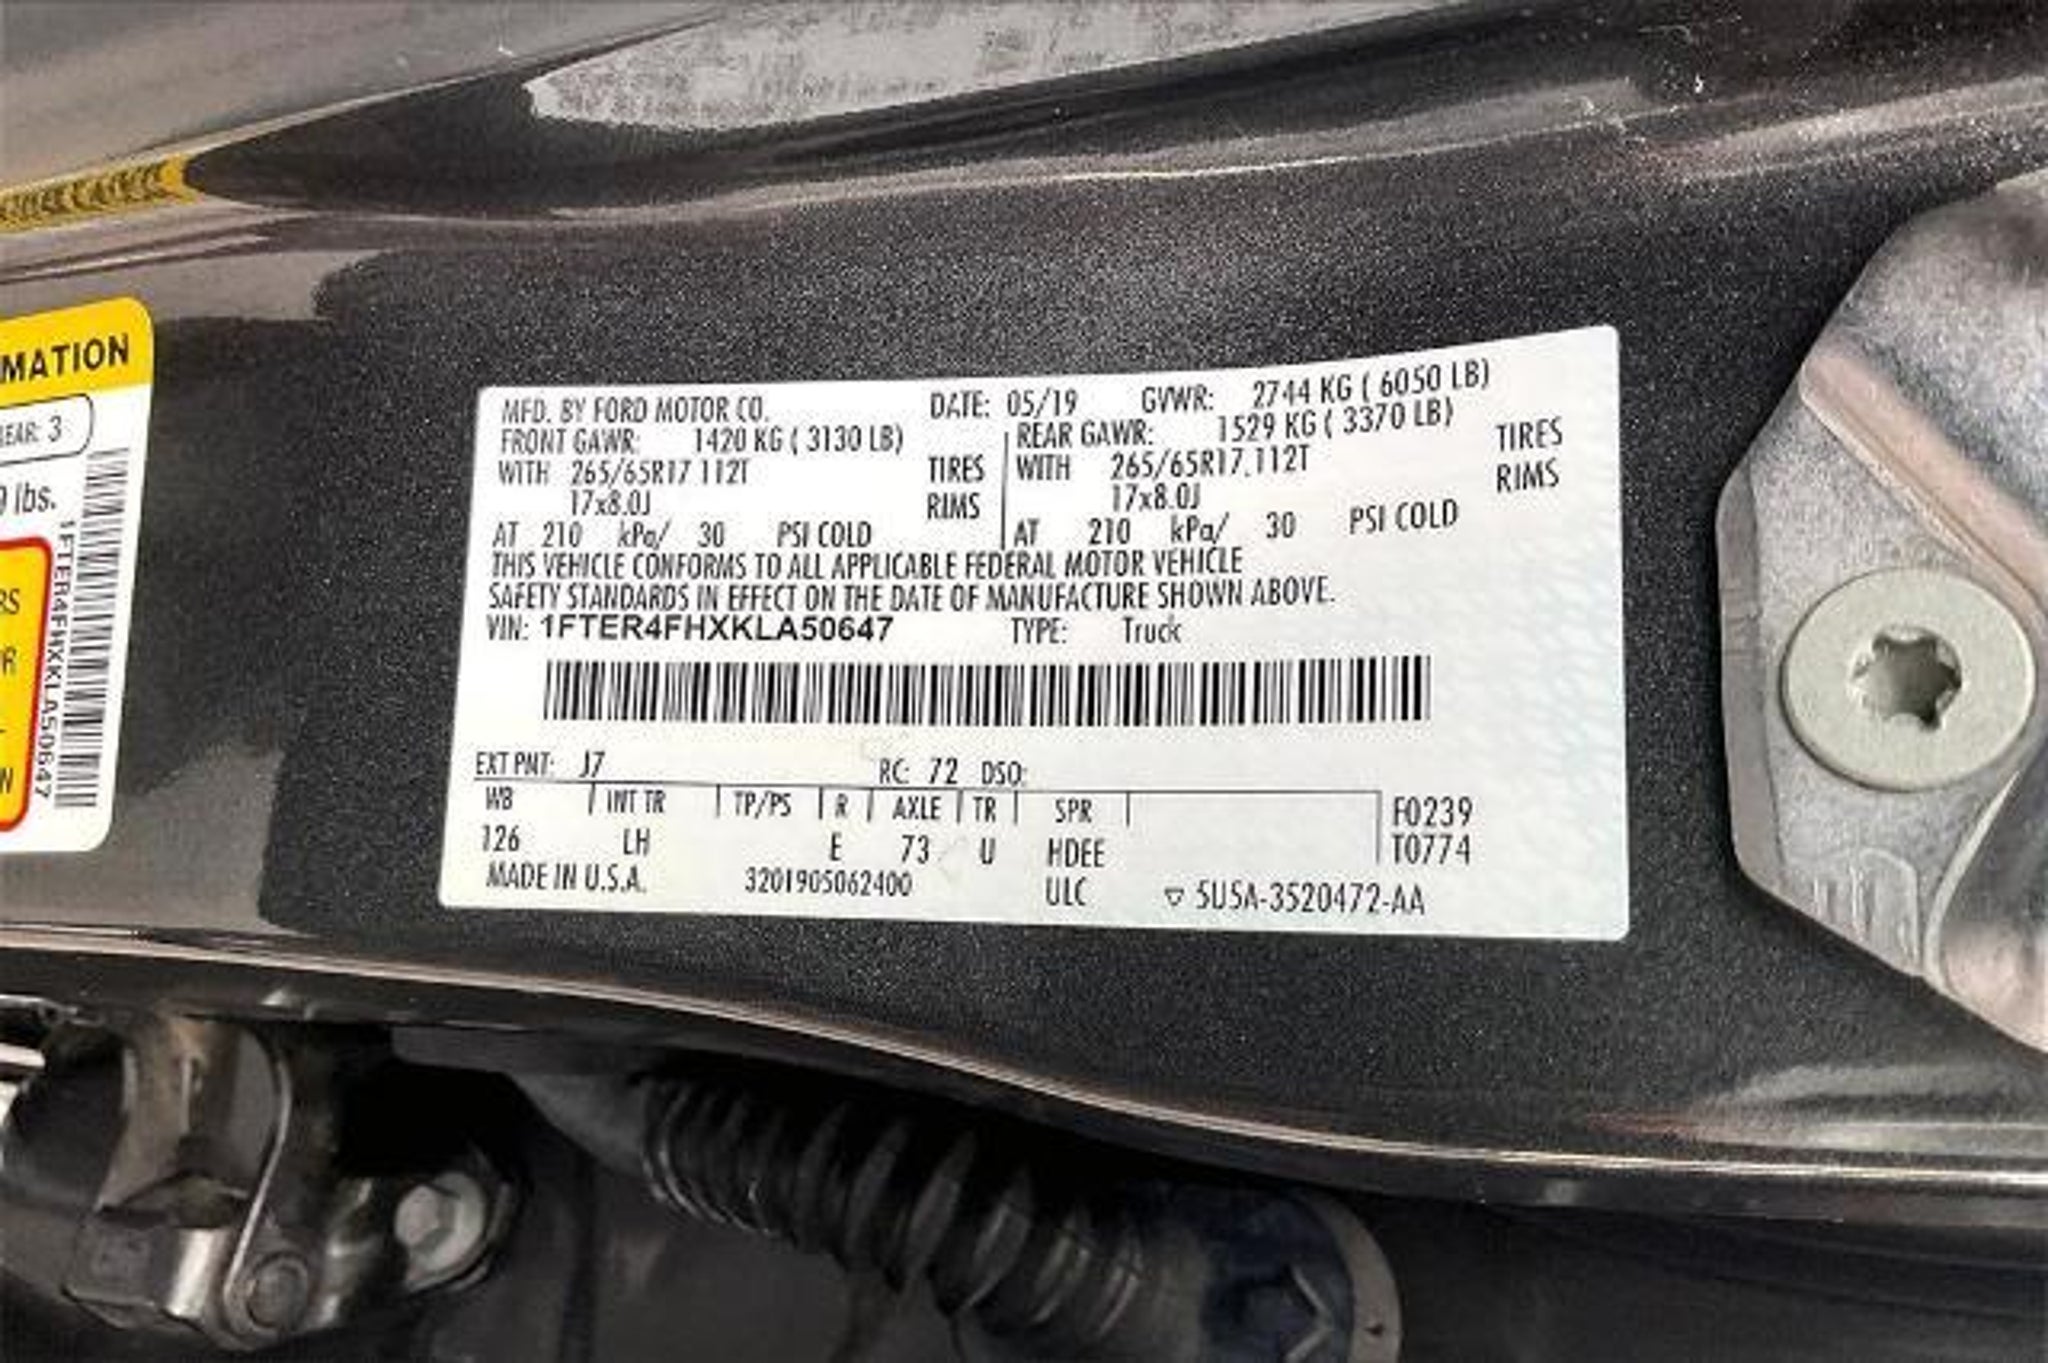 MATION
REAR: 3
9 lbs.
RS
OR
N
1FTER4FHXKLA50647
MFD. BY FORD MOTOR CO. DATE: 05/19 GVWR: 2744 KG ( 6050 LB)
FRONT GAWR: 1420 KG ( 3130 LB) REAR GAWR: 1529 KG ( 3370 LB)
WITH 265/65R17 112T TIRES WITH 265/65R17 112T TIRES
17x8.0J RIMS 17x8.0J RIMS
AT 210 kPa/ 30 PSI COLD AT 210 kPa/ 30 PSI COLD
THIS VEHICLE CONFORMS TO ALL APPLICABLE FEDERAL MOTOR VEHICLE
SAFETY STANDARDS IN EFFECT ON THE DATE OF MANUFACTURE SHOWN ABOVE.
VIN: 1FTER4FHXKLA50647 TYPE: Truck
EXT PNT: J7 RC: 72 DSO:
WB INT TR TP/PS R AXLE TR SPR F0239
126 LH E 73 U HDEE T0774
MADE IN U.S.A. 3201905062400 ULC ▽ 5U5A-3520472-AA